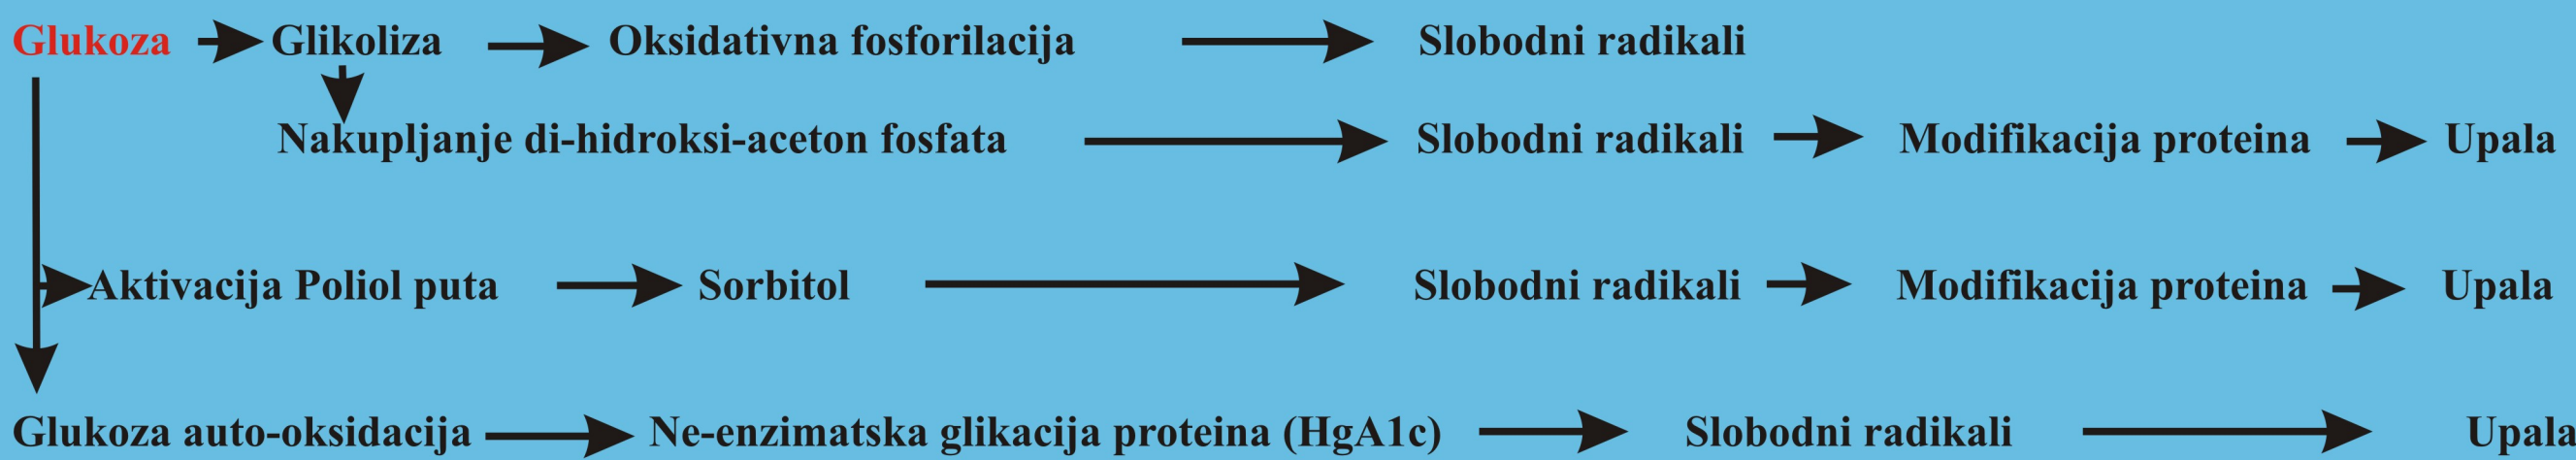 Glukoza Glikoliza Oksidativna fosforilacija Slobodni radikali
Nakupljanje di-hidroksi-aceton fosfata Slobodni radikali Modifikacija proteina Upala
Aktivacija Poliol puta Sorbitol Slobodni radikali Modifikacija proteina Upala
Glukoza auto-oksidacija Ne-enzimatska glikacija proteina (HgA1c) Slobodni radikali Upala